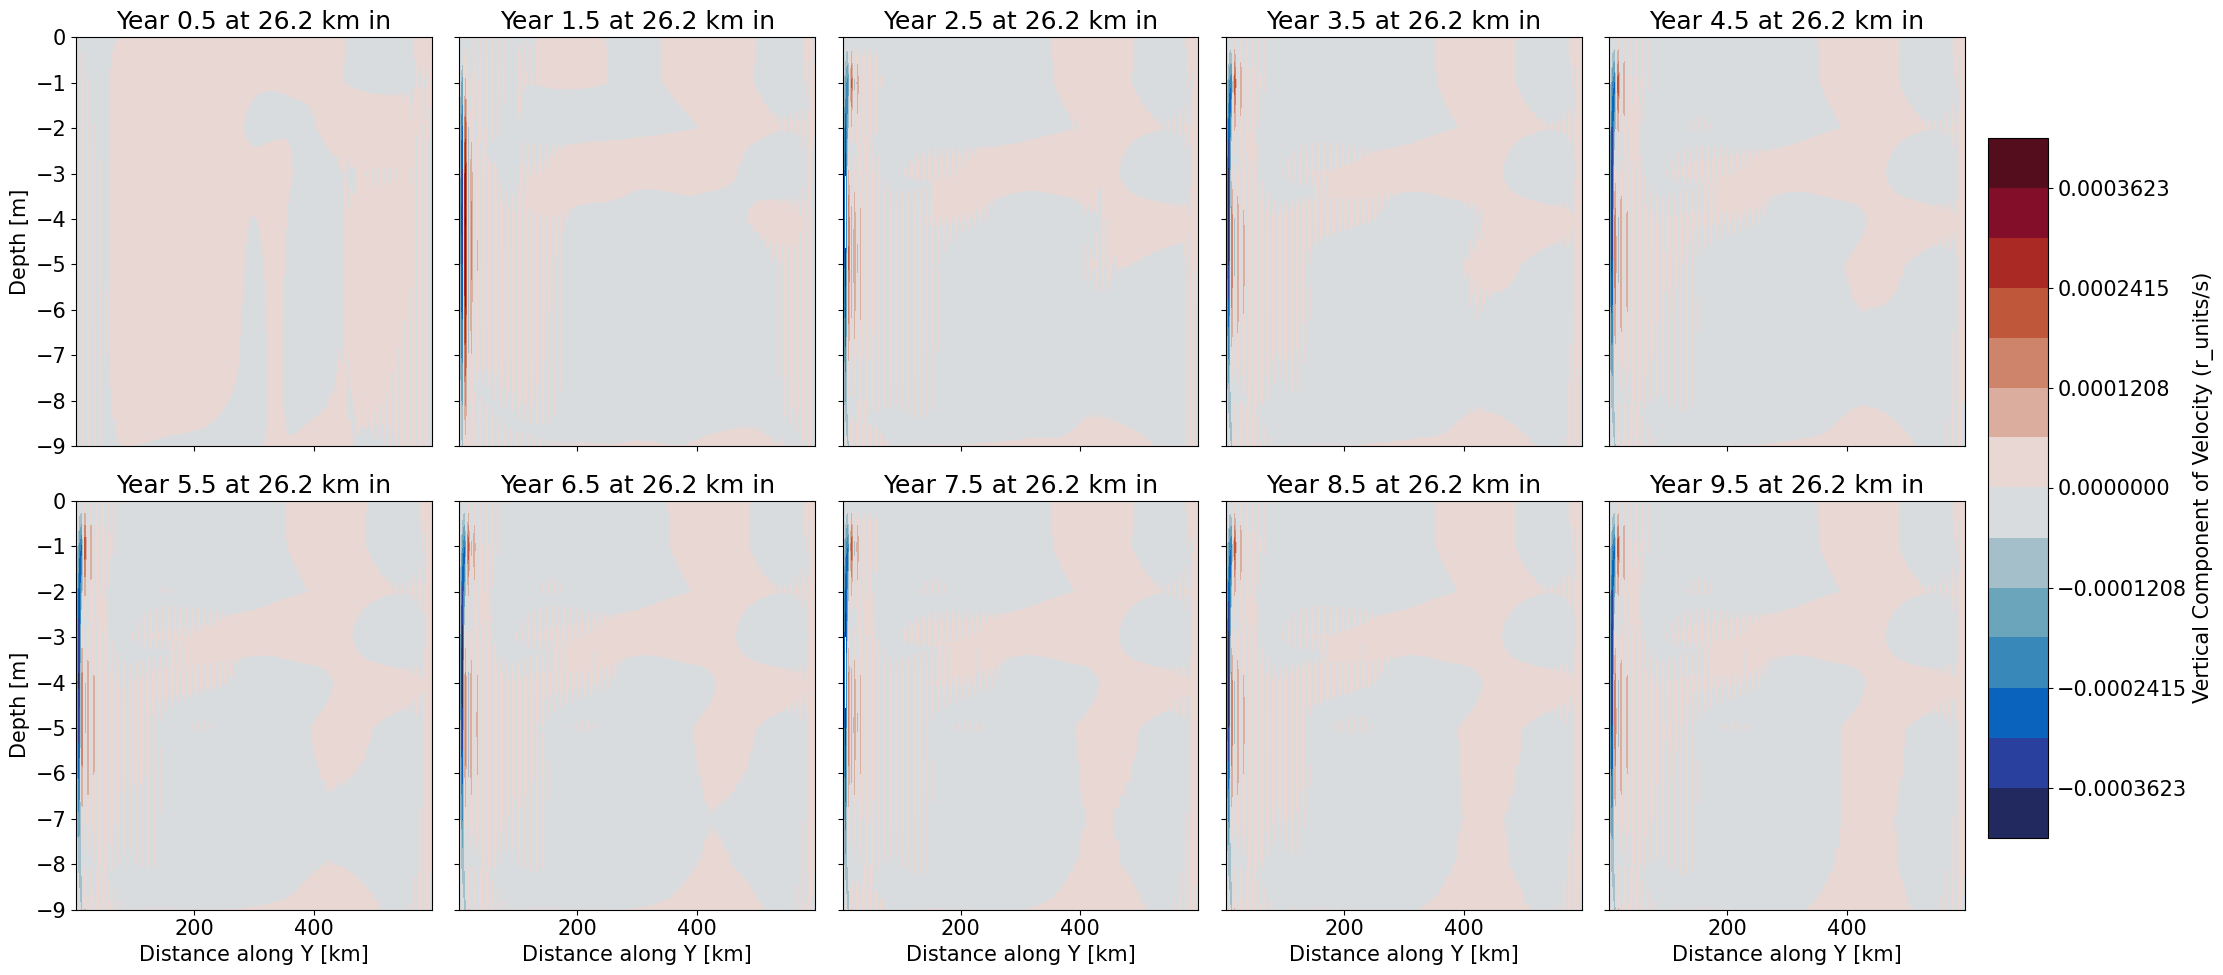 Year 0.5 at 26.2 km in
Year 1.5 at 26.2 km in
Year 2.5 at 26.2 km in
Year 3.5 at 26.2 km in
Year 4.5 at 26.2 km in
0
−1
−2
−3
−4
−5
−6
−7
−8
−9
Depth [m]
Year 5.5 at 26.2 km in
Year 6.5 at 26.2 km in
Year 7.5 at 26.2 km in
Year 8.5 at 26.2 km in
Year 9.5 at 26.2 km in
0
−1
−2
−3
−4
−5
−6
−7
−8
−9
Depth [m]
200 400
200 400
200 400
200 400
200 400
Distance along Y [km]
Distance along Y [km]
Distance along Y [km]
Distance along Y [km]
Distance along Y [km]
0.0003623
0.0002415
0.0001208
0.0000000
−0.0001208
−0.0002415
−0.0003623
Vertical Component of Velocity (r_units/s)